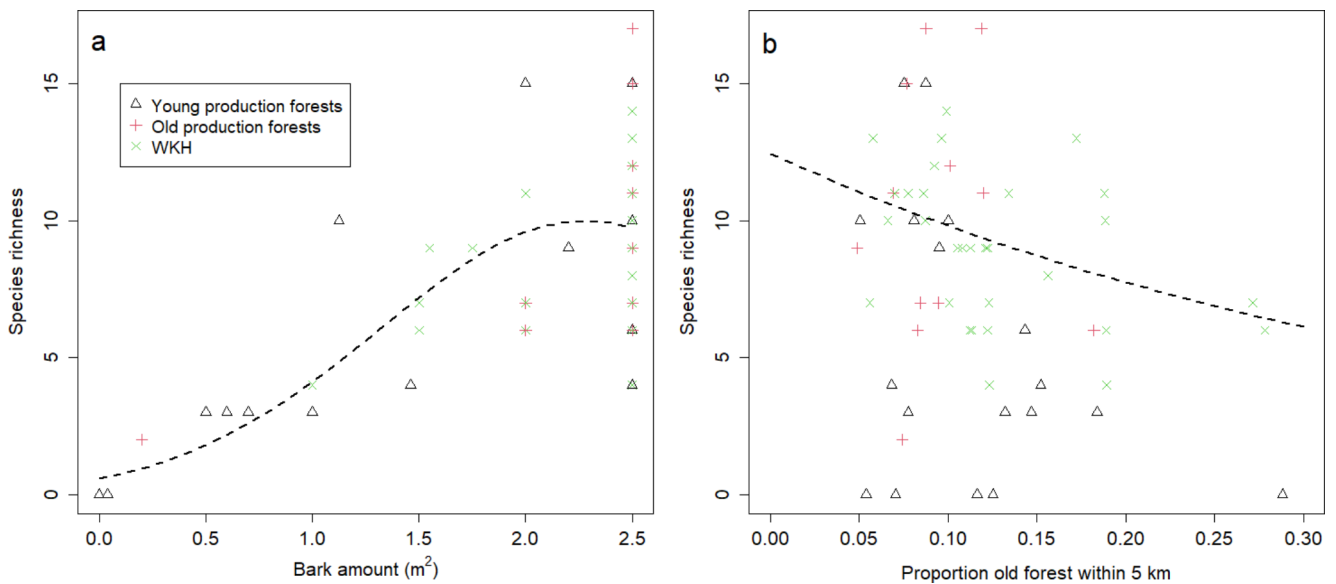 a
Young production forests
Old production forests
WKH
Species richness
0
5
10
15
0.0 0.5 1.0 1.5 2.0 2.5
Bark amount (m²)
b
Species richness
0
5
10
15
0.00 0.05 0.10 0.15 0.20 0.25 0.30
Proportion old forest within 5 km